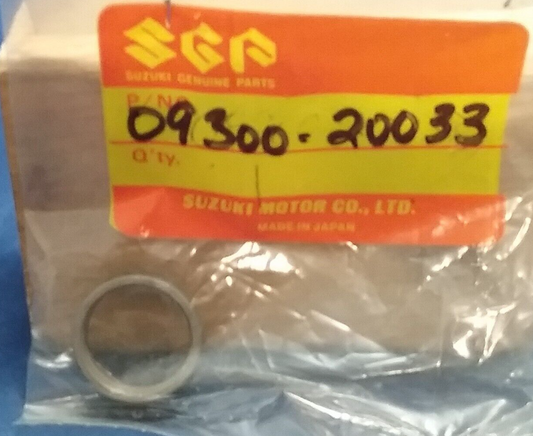 SGP
SUZUKI GENUINE PARTS
P/No.
09300-20033
Q'ty.
SUZUKI MOTOR CO., LTD.
MADE IN JAPAN